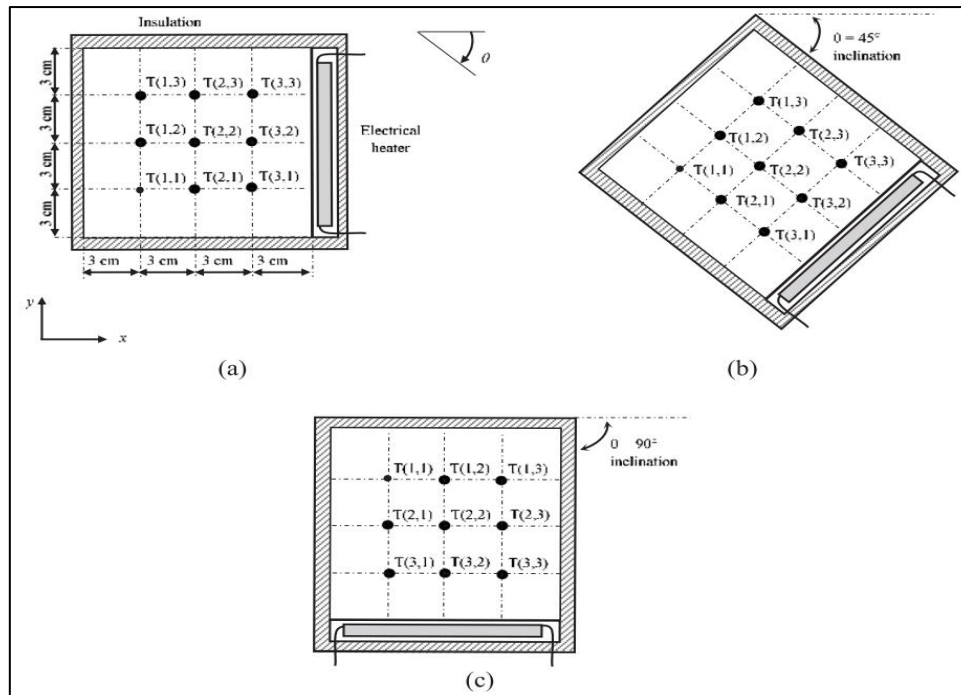 Insulation
θ
3 cm
3 cm
3 cm
3 cm
T(1,3) T(2,3) T(3,3)
T(1,2) T(2,2) T(3,2)
T(1,1) T(2,1) T(3,1)
Electrical
heater
3 cm 3 cm 3 cm 3 cm
y
x
(a)
0 = 45°
inclination
T(1,3)
T(1,2) T(2,3)
T(1,1) T(2,2) T(3,3)
T(2,1) T(3,2)
T(3,1)
(b)
0 90°
inclination
T(1,1) T(1,2) T(1,3)
T(2,1) T(2,2) T(2,3)
T(3,1) T(3,2) T(3,3)
(c)